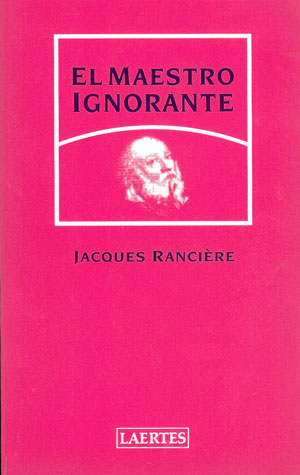 EL MAESTRO
IGNORANTE
JACQUES RANCIÈRE
LAERTES